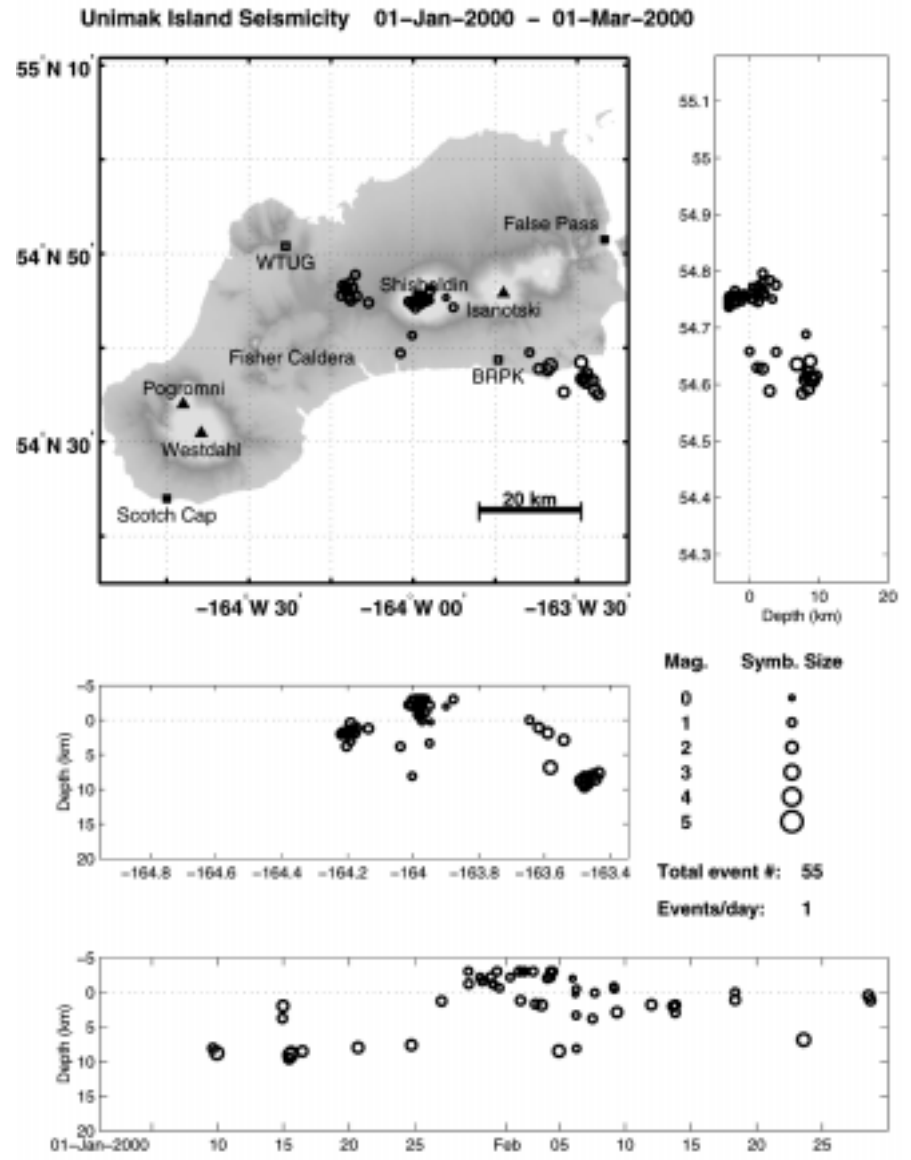 Unimak Island Seismicity 01-Jan-2000 - 01-Mar-2000
55°N 10'
54°N 50'
54°N 30'
-164°W 30' -164°W 00' -163°W 30'
False Pass
WTUG
Shishaldin
Isanotski
Fisher Caldera
BRPK
Pogromni
Westdahl
Scotch Cap
20 km
55.1
55
54.9
54.8
54.7
54.6
54.5
54.4
54.3
0 10 20
Depth (km)
-5
0
5
10
15
20
Depth (km)
-164.8 -164.6 -164.4 -164.2 -164 -163.8 -163.6 -163.4
Mag. Symb. Size
0
1
2
3
4
5
Total event #: 55
Events/day: 1
-5
0
5
10
15
20
Depth (km)
01-Jan-2000 10 15 20 25 Feb 05 10 15 20 25